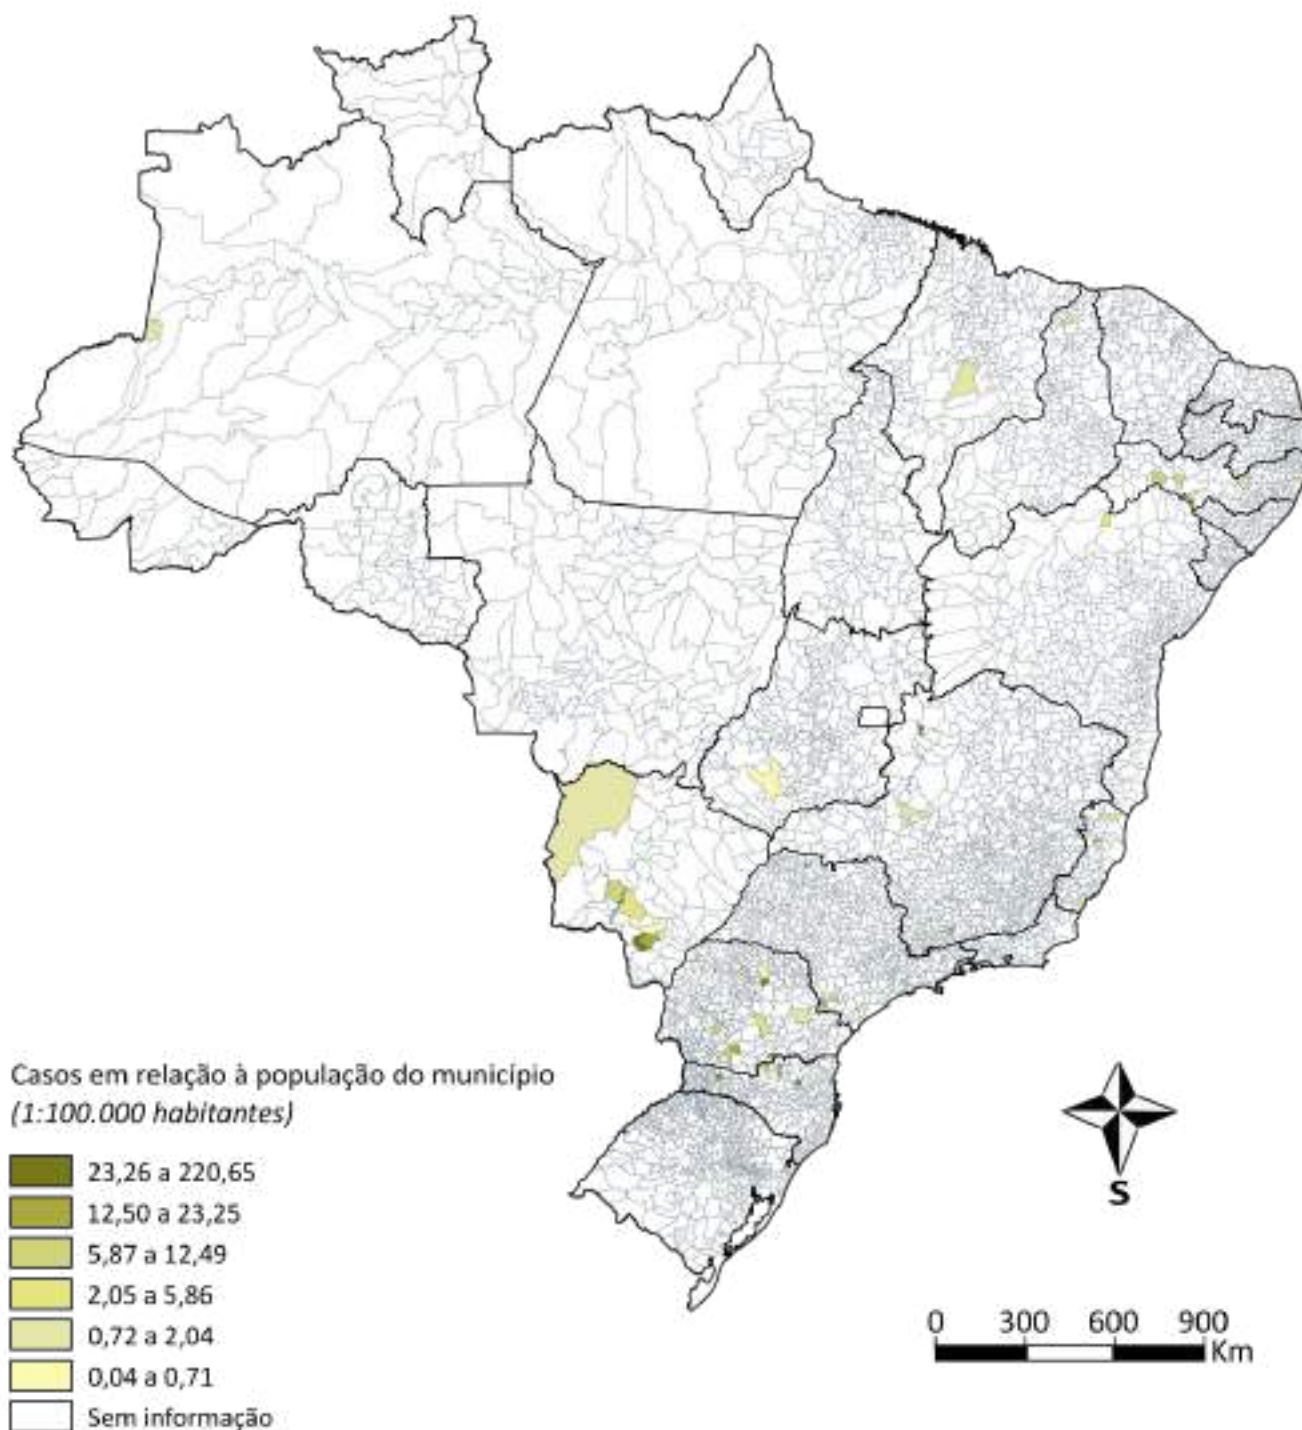 Casos em relação à população do município
(1:100.000 habitantes)
23,26 a 220,65
12,50 a 23,25
5,87 a 12,49
2,05 a 5,86
0,72 a 2,04
0,04 a 0,71
Sem informação
S
0 300 600 900
Km